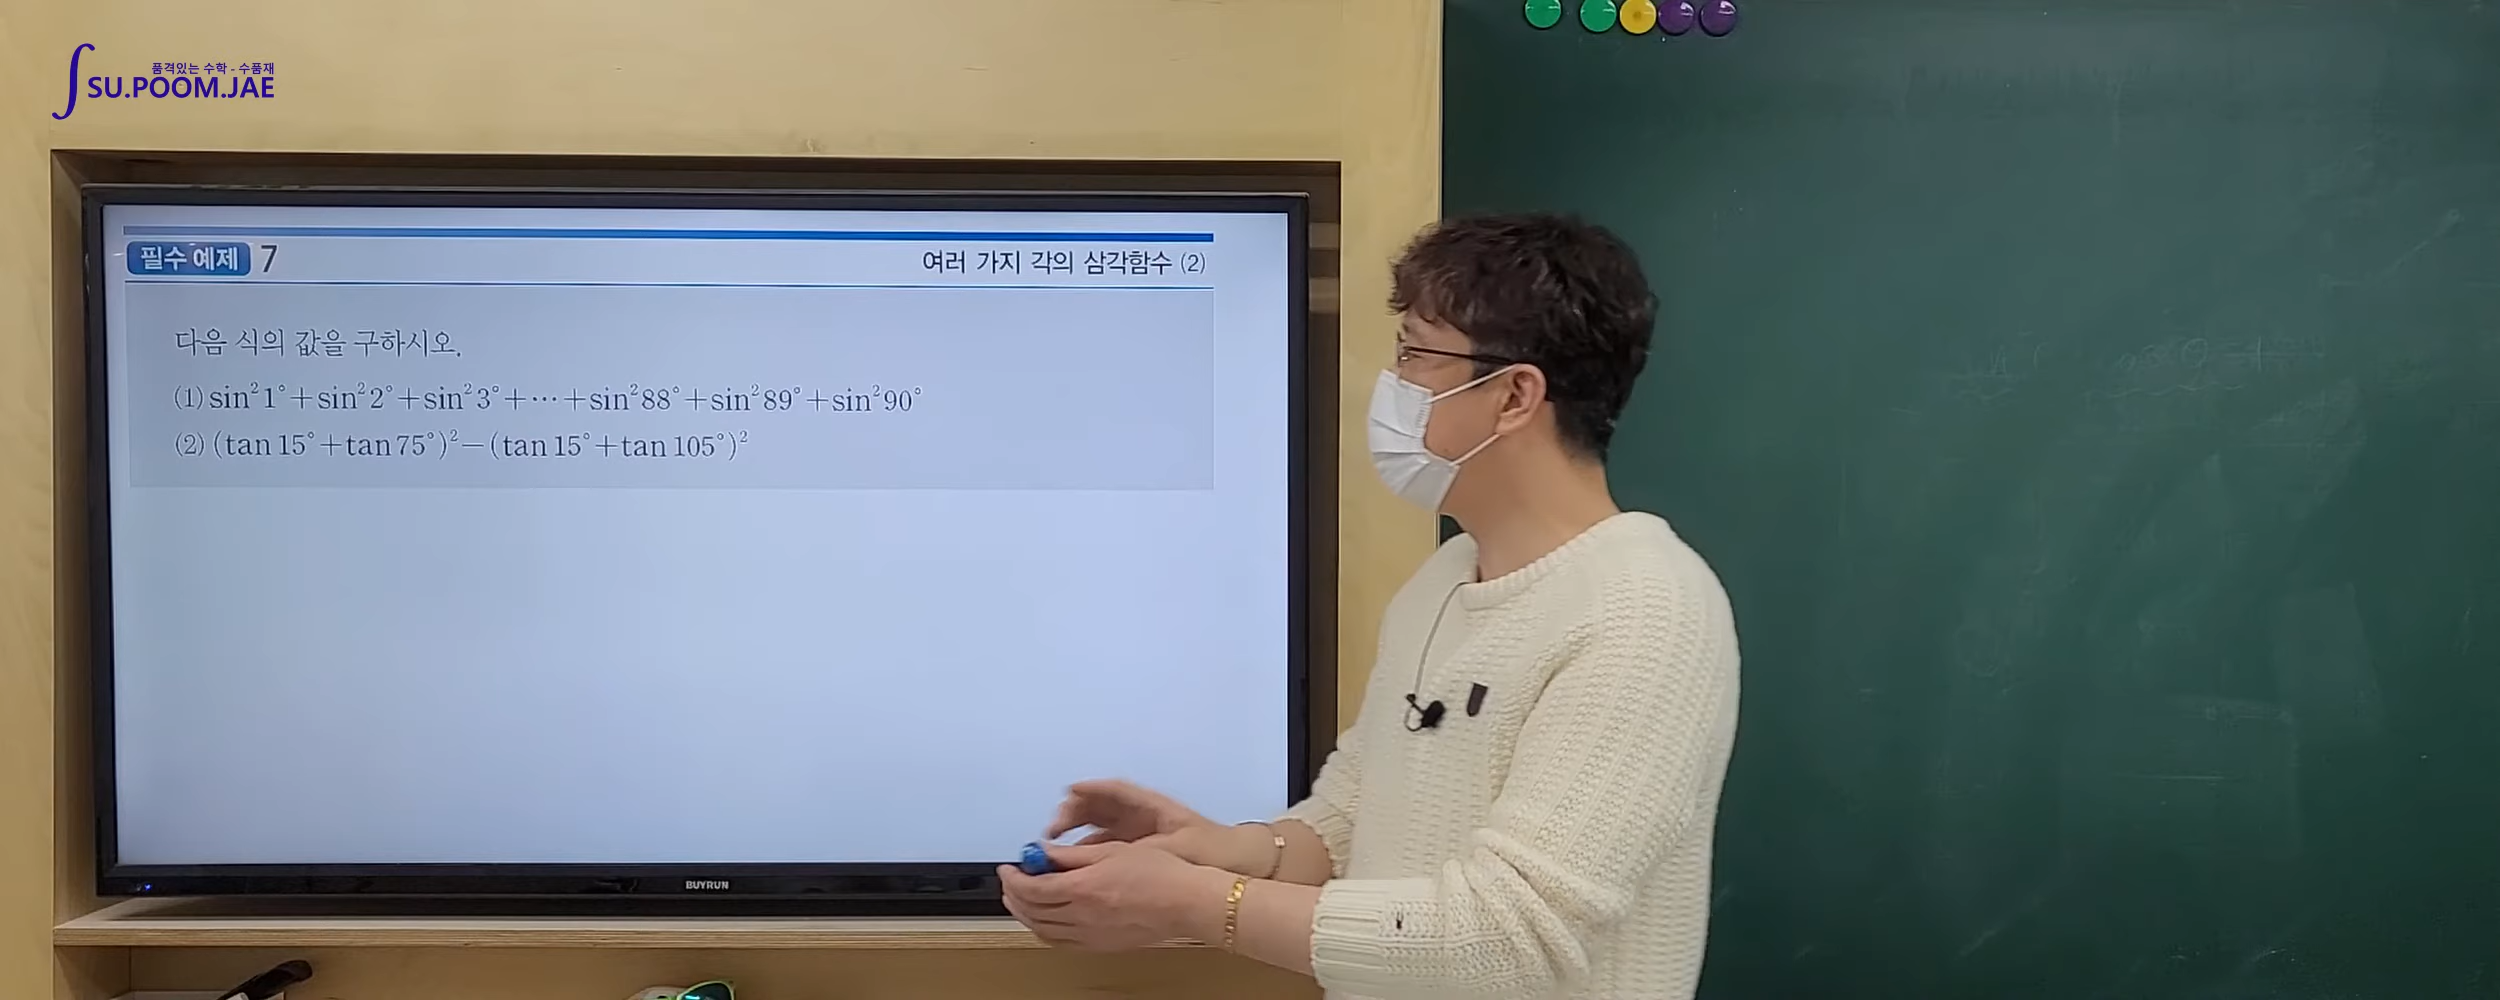 품격있는 수학 - 수품재
SU.POOM.JAE
필수 예제 7
여러 가지 각의 삼각함수 (2)
다음 식의 값을 구하시오.
(1) sin²1°+sin²2°+sin²3°+⋯+sin²88°+sin²89°+sin²90°
(2) (tan 15°+tan 75°)²−(tan 15°+tan 105°)²
BUYRUN